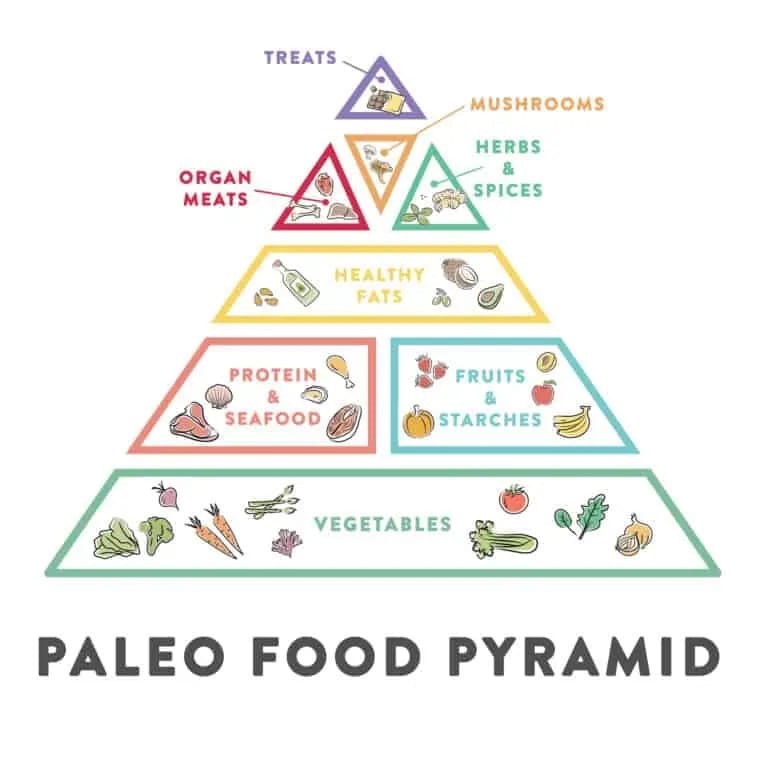 TREATS
MUSHROOMS
HERBS
&
SPICES
ORGAN
MEATS
HEALTHY
FATS
PROTEIN
&
SEAFOOD
FRUITS
&
STARCHES
VEGETABLES
PALEO FOOD PYRAMID